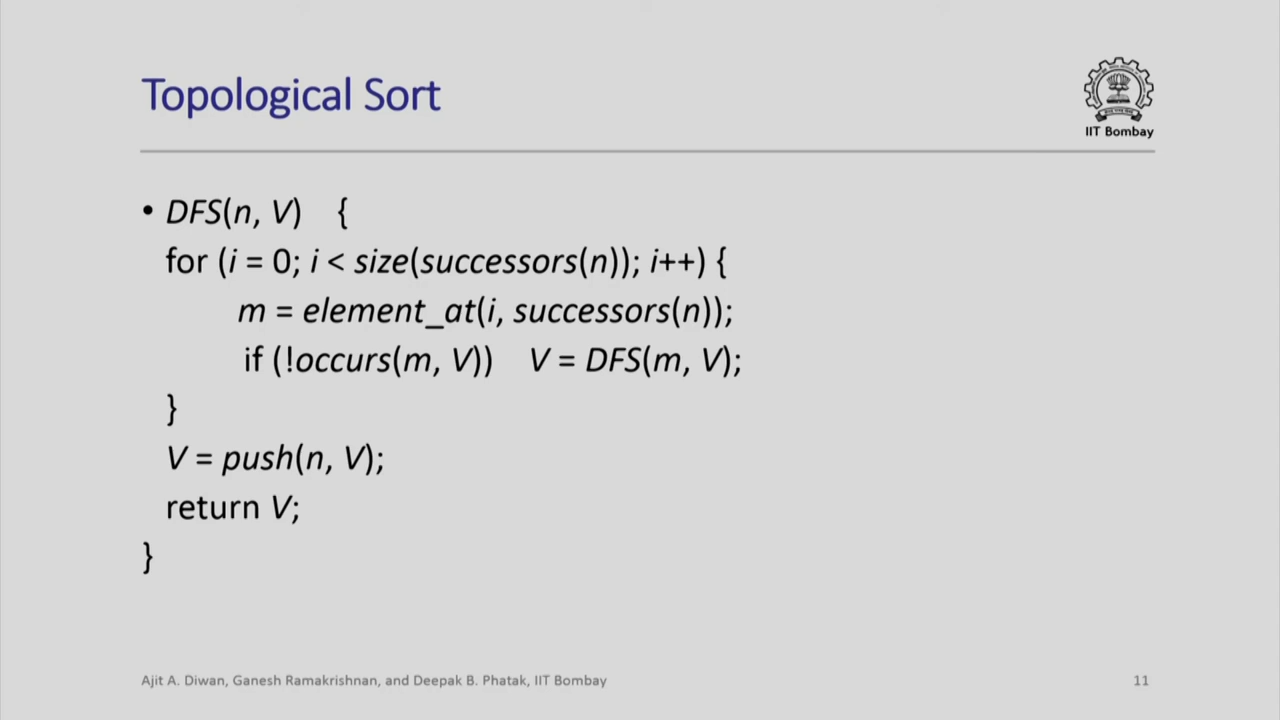 Topological Sort
IIT Bombay
• DFS(n, V) {
for (i = 0; i < size(successors(n)); i++) {
m = element_at(i, successors(n));
if (!occurs(m, V)) V = DFS(m, V);
}
V = push(n, V);
return V;
}
Ajit A. Diwan, Ganesh Ramakrishnan, and Deepak B. Phatak, IIT Bombay
11